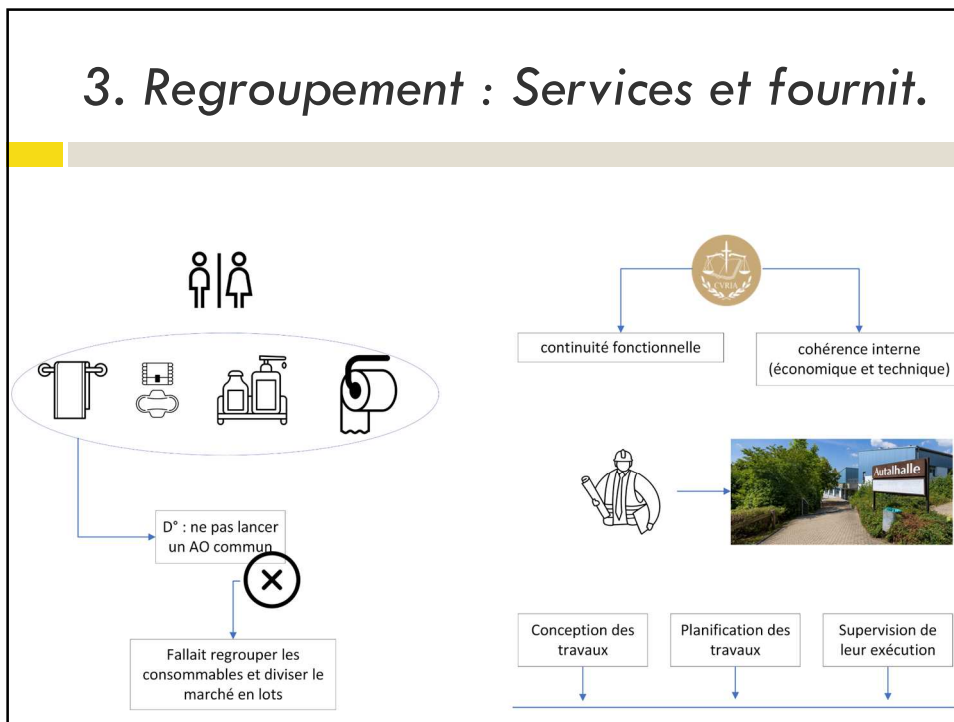 3. Regroupement : Services et fournit.
CVRIA
continuité fonctionnelle
cohérence interne
(économique et technique)
Autalhalle
D° : ne pas lancer
un AO commun
Fallait regrouper les
consommables et diviser le
marché en lots
Conception des
travaux
Planification des
travaux
Supervision de
leur exécution